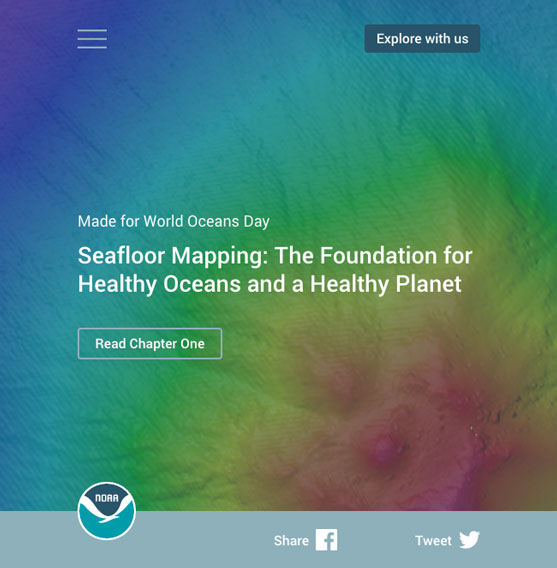 Explore with us
Made for World Oceans Day
Seafloor Mapping: The Foundation for
Healthy Oceans and a Healthy Planet
Read Chapter One
NOAA
Share
Tweet